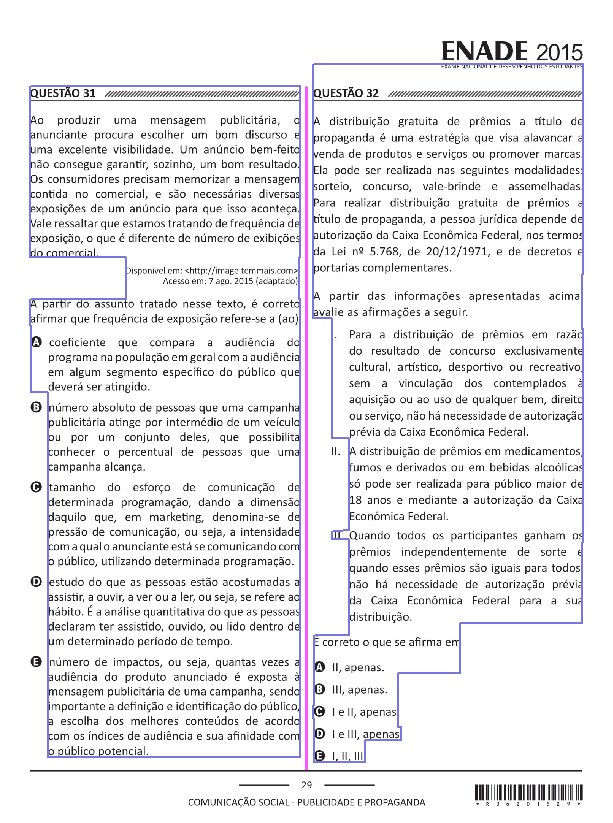 ENADE 2015
EXAME NACIONAL DE DESEMPENHO DOS ESTUDANTES
QUESTÃO 31
Ao produzir uma mensagem publicitária, o
anunciante procura escolher um bom discurso e
uma excelente visibilidade. Um anúncio bem-feito
não consegue garantir, sozinho, um bom resultado.
Os consumidores precisam memorizar a mensagem
contida no comercial, e são necessárias diversas
exposições de um anúncio para que isso aconteça.
Vale ressaltar que estamos tratando de frequência de
exposição, o que é diferente de número de exibições
do comercial.
Disponível em: <http://image.temmais.com>.
Acesso em: 7 ago. 2015 (adaptado)
A partir do assunto tratado nesse texto, é correto
afirmar que frequência de exposição refere-se a (ao)
A coeficiente que compara a audiência do
programa na população em geral com a audiência
em algum segmento específico do público que
deverá ser atingido.
B número absoluto de pessoas que uma campanha
publicitária atinge por intermédio de um veículo
ou por um conjunto deles, que possibilita
conhecer o percentual de pessoas que uma
campanha alcança.
C tamanho do esforço de comunicação de
determinada programação, dando a dimensão
daquilo que, em marketing, denomina-se de
pressão de comunicação, ou seja, a intensidade
com a qual o anunciante está se comunicando com
o público, utilizando determinada programação.
D estudo do que as pessoas estão acostumadas a
assistir, a ouvir, a ver ou a ler, ou seja, se refere ao
hábito. É a análise quantitativa do que as pessoas
declaram ter assistido, ouvido, ou lido dentro de
um determinado período de tempo.
E número de impactos, ou seja, quantas vezes a
audiência do produto anunciado é exposta à
mensagem publicitária de uma campanha, sendo
importante a definição e identificação do público,
a escolha dos melhores conteúdos de acordo
com os índices de audiência e sua afinidade com
o público potencial.
QUESTÃO 32
A distribuição gratuita de prêmios a título de
propaganda é uma estratégia que visa alavancar a
venda de produtos e serviços ou promover marcas.
Ela pode ser realizada nas seguintes modalidades:
sorteio, concurso, vale-brinde e assemelhadas.
Para realizar distribuição gratuita de prêmios a
título de propaganda, a pessoa jurídica depende de
autorização da Caixa Econômica Federal, nos termos
da Lei nº 5.768, de 20/12/1971, e de decretos e
portarias complementares.
A partir das informações apresentadas acima,
avalie as afirmações a seguir.
I. Para a distribuição de prêmios em razão
do resultado de concurso exclusivamente
cultural, artístico, desportivo ou recreativo,
sem a vinculação dos contemplados à
aquisição ou ao uso de qualquer bem, direito
ou serviço, não há necessidade de autorização
prévia da Caixa Econômica Federal.
II. A distribuição de prêmios em medicamentos,
fumos e derivados ou em bebidas alcoólicas
só pode ser realizada para público maior de
18 anos e mediante a autorização da Caixa
Econômica Federal.
III. Quando todos os participantes ganham os
prêmios independentemente de sorte e
quando esses prêmios são iguais para todos,
não há necessidade de autorização prévia
da Caixa Econômica Federal para a sua
distribuição.
É correto o que se afirma em
A II, apenas.
B III, apenas.
C I e II, apenas.
D I e III, apenas.
E I, II, III.
29
COMUNICAÇÃO SOCIAL - PUBLICIDADE E PROPAGANDA
*R3620152​9*